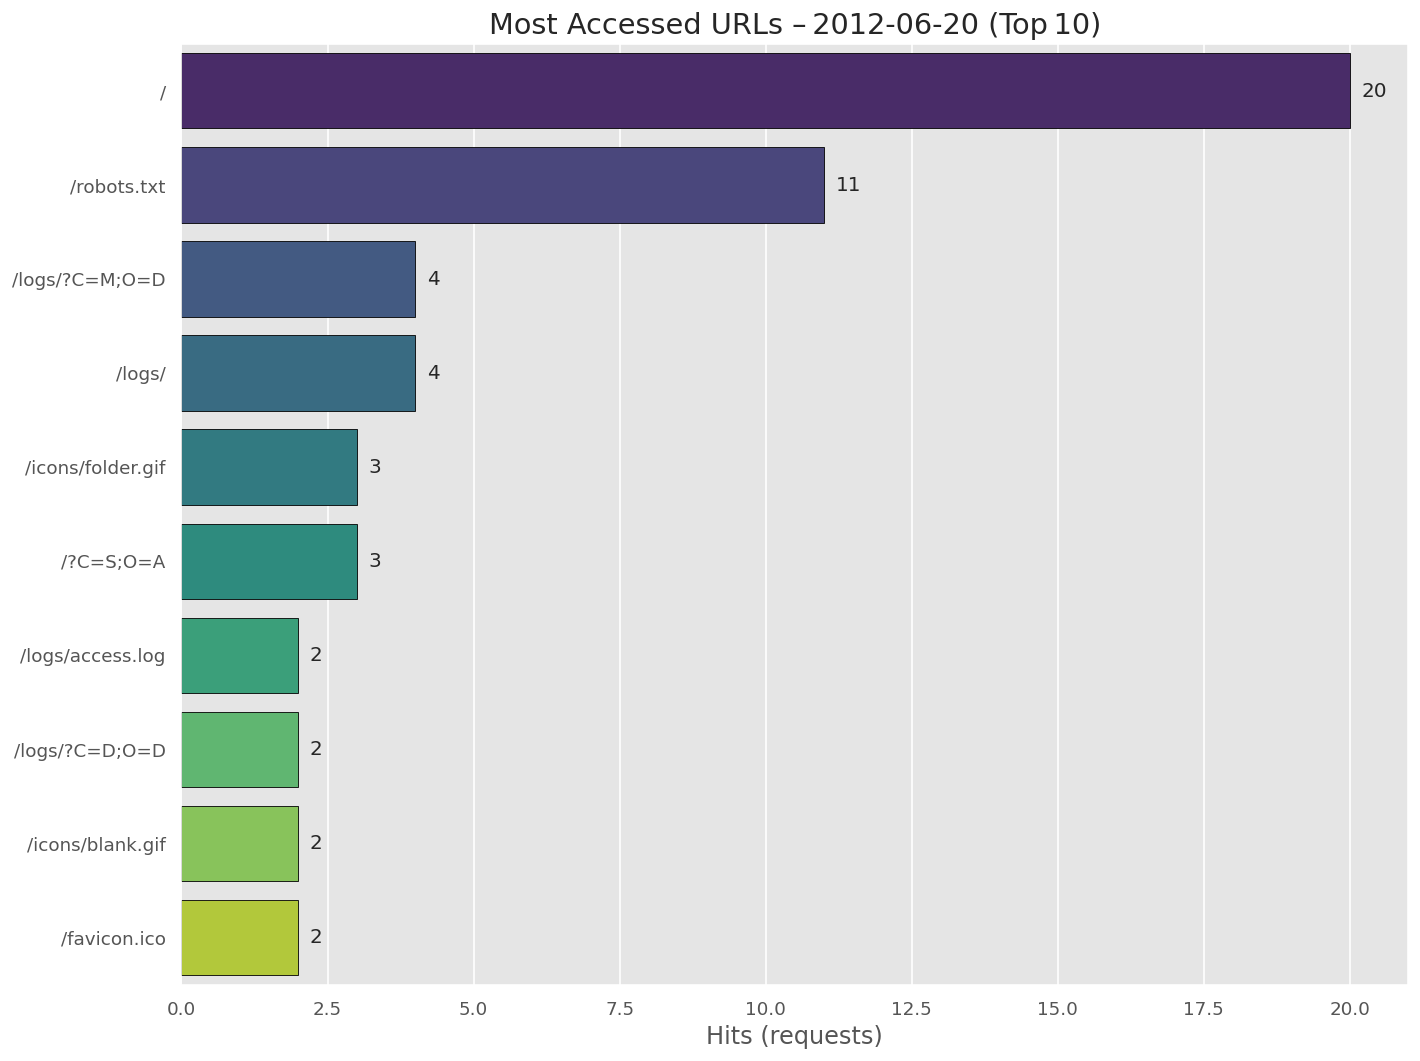 Most Accessed URLs – 2012-06-20 (Top 10)
/ 20
/robots.txt 11
/logs/?C=M;O=D 4
/logs/ 4
/icons/folder.gif 3
/?C=S;O=A 3
/logs/access.log 2
/logs/?C=D;O=D 2
/icons/blank.gif 2
/favicon.ico 2
0.0 2.5 5.0 7.5 10.0 12.5 15.0 17.5 20.0
Hits (requests)